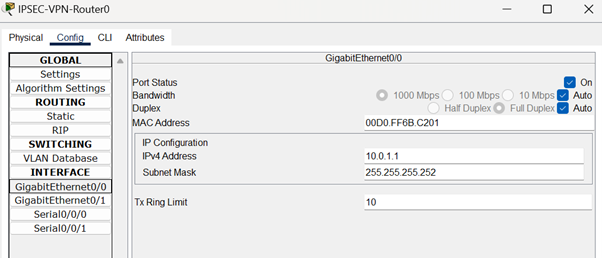 IPSEC-VPN-Router0
Physical Config CLI Attributes
GLOBAL
Settings
Algorithm Settings
ROUTING
Static
RIP
SWITCHING
VLAN Database
INTERFACE
GigabitEthernet0/0
GigabitEthernet0/1
Serial0/0/0
Serial0/0/1
GigabitEthernet0/0
Port Status On
Bandwidth 1000 Mbps 100 Mbps 10 Mbps Auto
Duplex Half Duplex Full Duplex Auto
MAC Address 00D0.FF6B.C201
IP Configuration
IPv4 Address 10.0.1.1
Subnet Mask 255.255.255.252
Tx Ring Limit 10